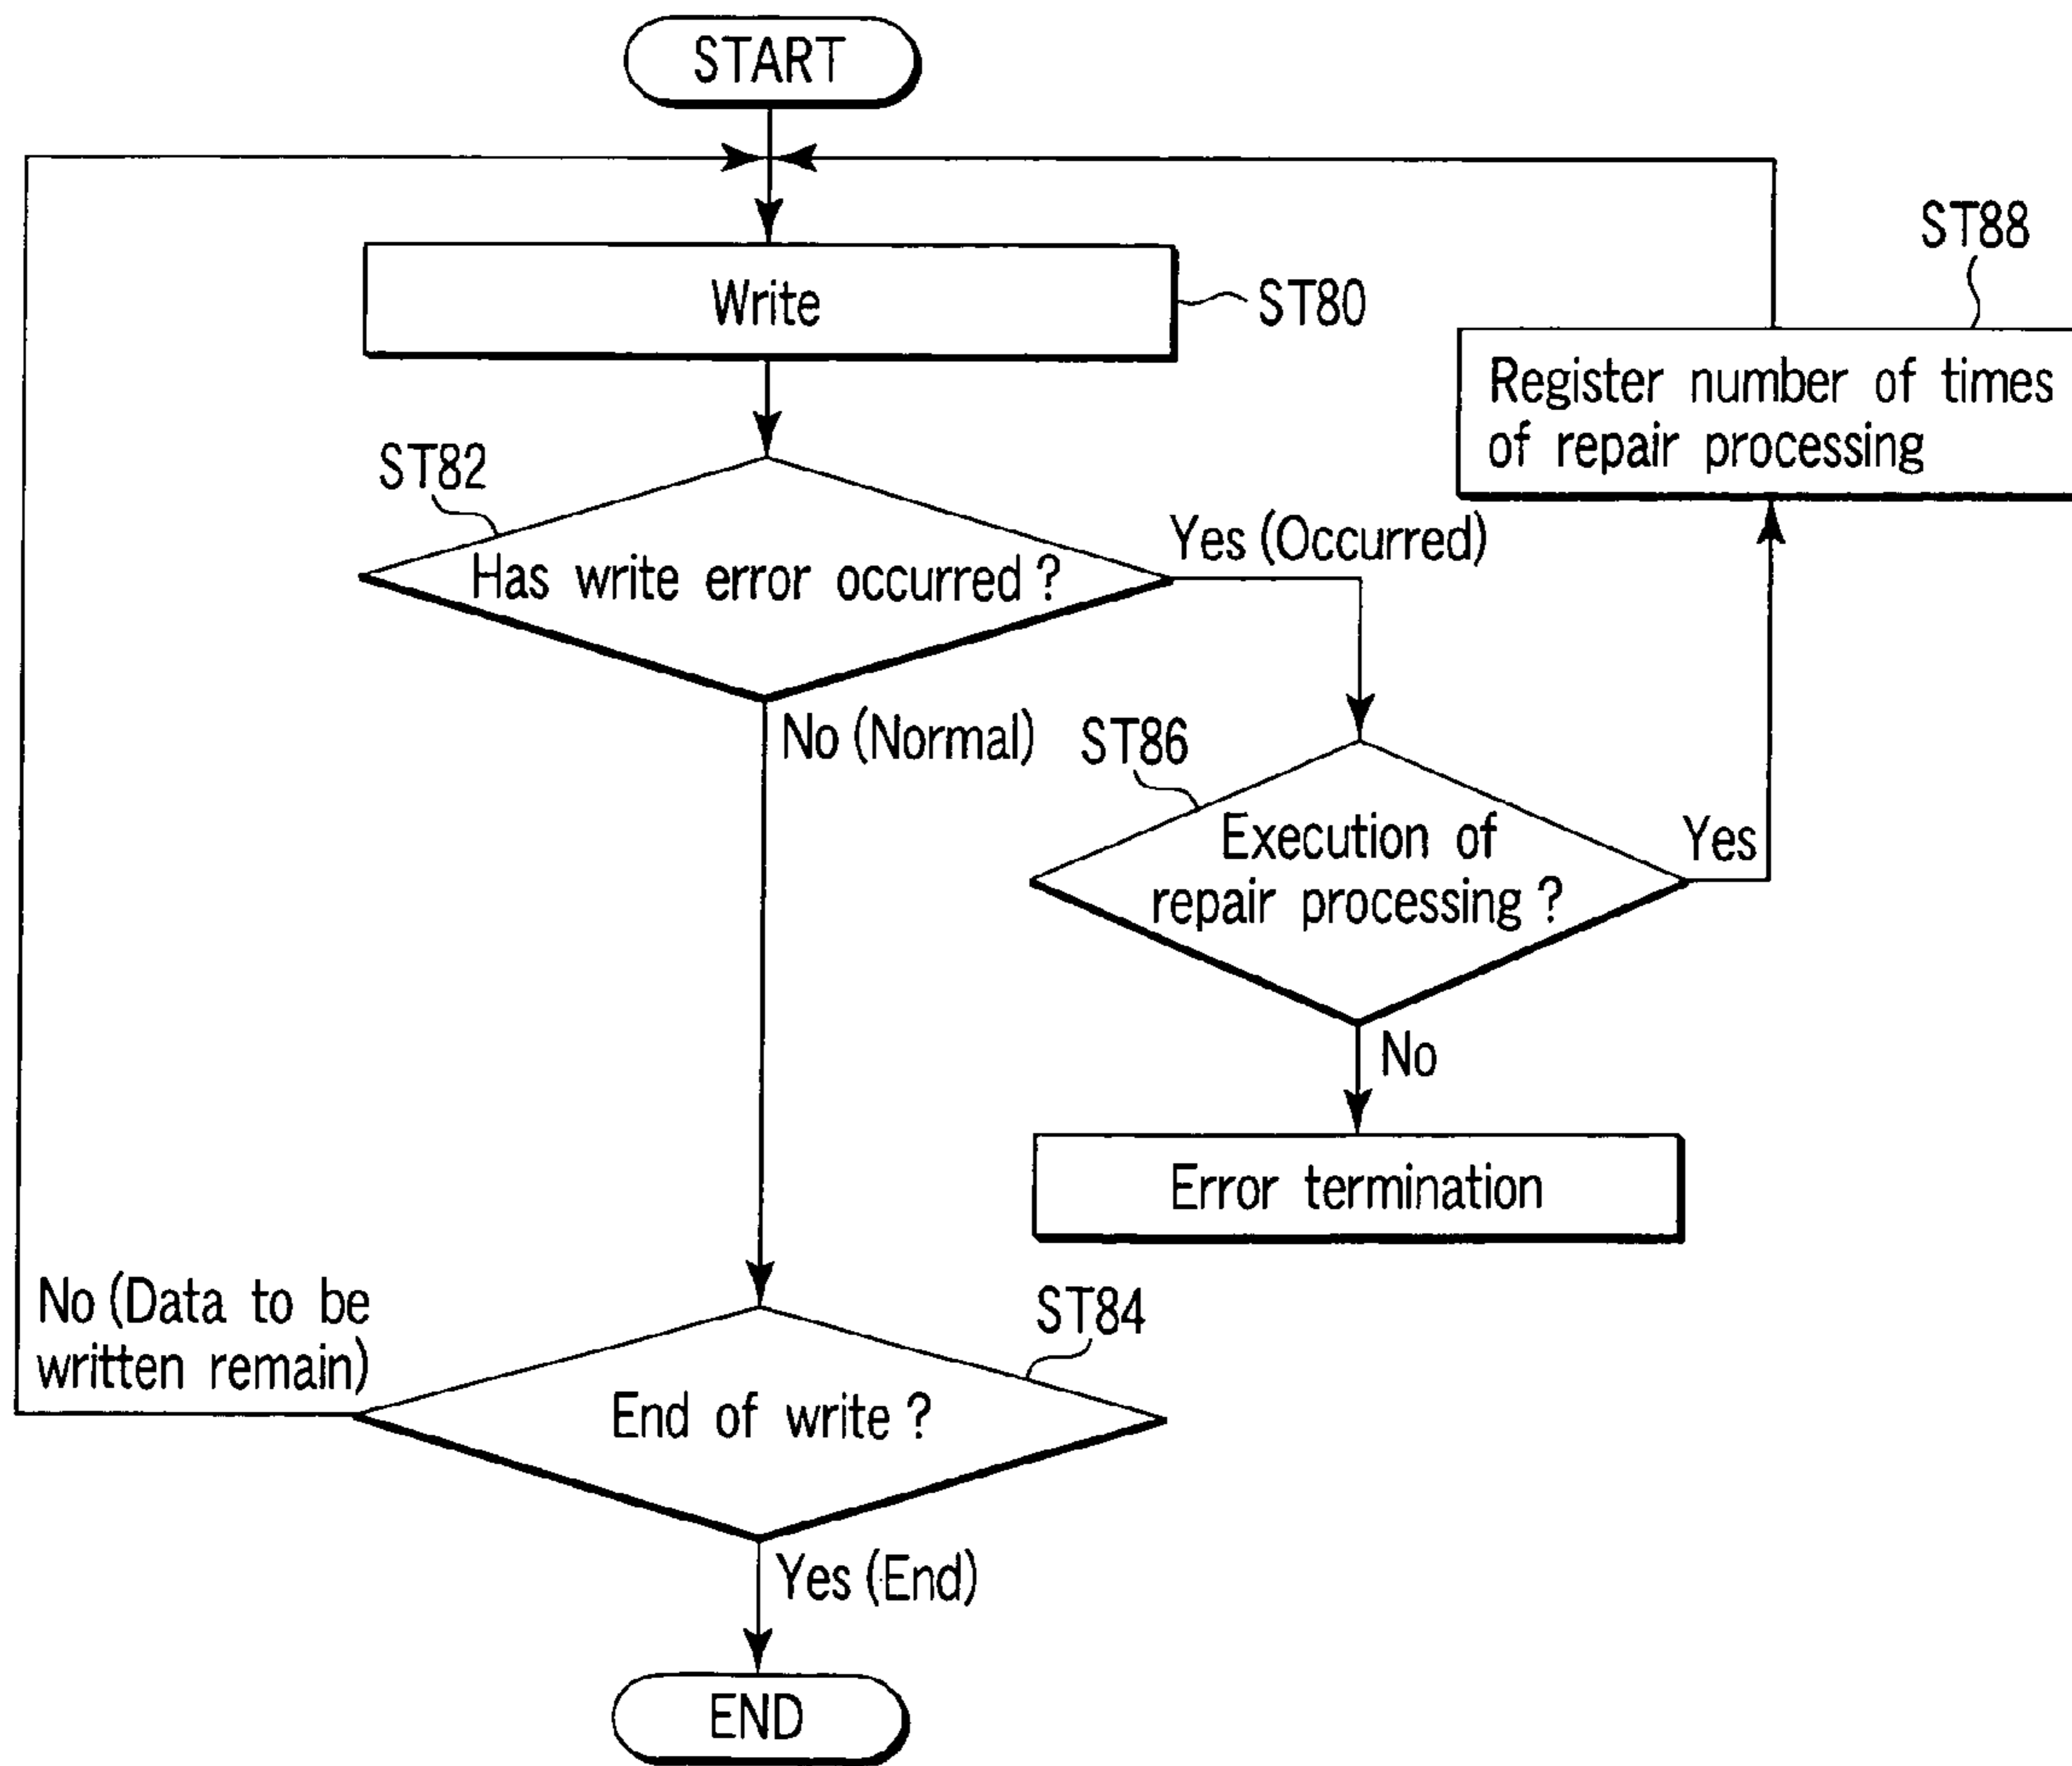 START
Write
ST80
ST88
Register number of times
of repair processing
ST82
Has write error occurred ?
Yes (Occurred)
No (Normal)
ST86
Execution of
repair processing ?
Yes
No
Error termination
No (Data to be
written remain)
ST84
End of write ?
Yes (End)
END